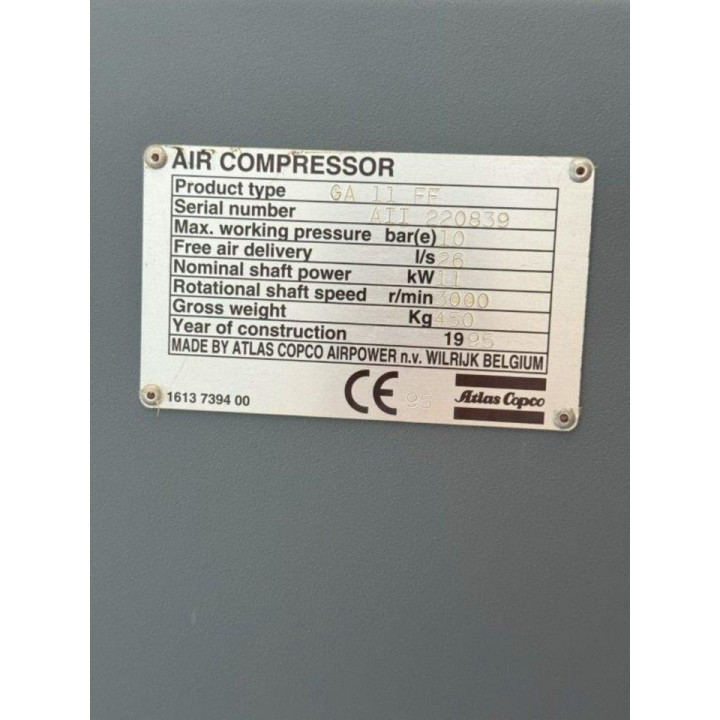 AIR COMPRESSOR
Product type GA 11 FF
Serial number AII 220839
Max. working pressure bar(e) 10
Free air delivery l/s 26
Nominal shaft power kW 11
Rotational shaft speed r/min 3000
Gross weight Kg 450
Year of construction 1995
MADE BY ATLAS COPCO AIRPOWER n.v. WILRIJK BELGIUM
1613 7394 00 CE 95 Atlas Copco